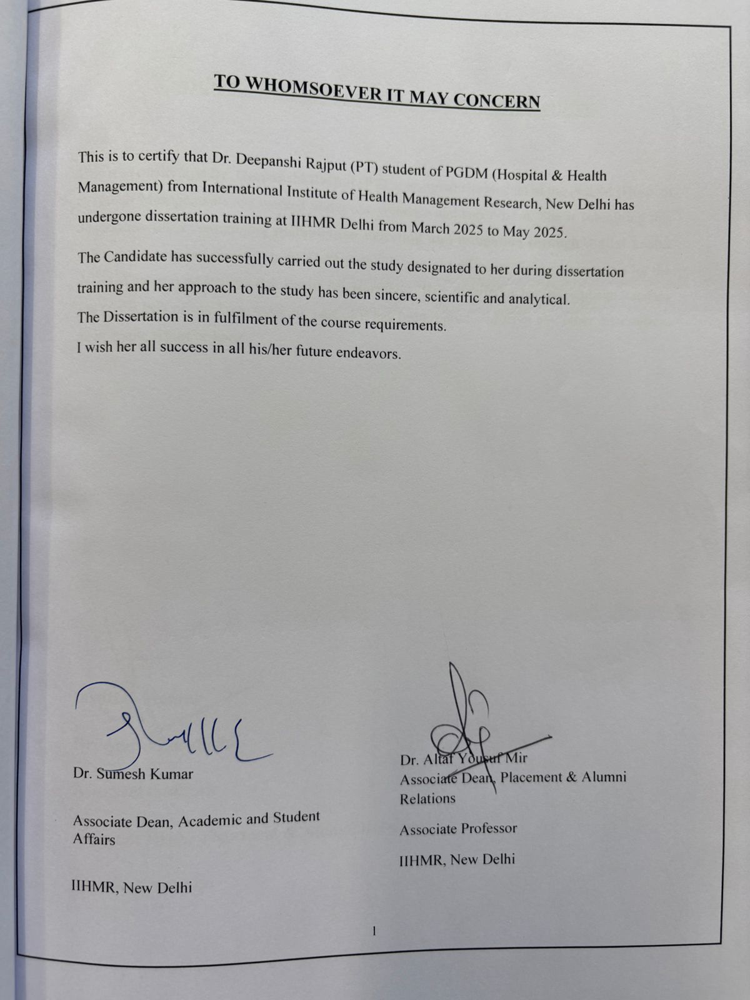 TO WHOMSOEVER IT MAY CONCERN
This is to certify that Dr. Deepanshi Rajput (PT) student of PGDM (Hospital & Health
Management) from International Institute of Health Management Research, New Delhi has
undergone dissertation training at IIHMR Delhi from March 2025 to May 2025.
The Candidate has successfully carried out the study designated to her during dissertation
training and her approach to the study has been sincere, scientific and analytical.
The Dissertation is in fulfilment of the course requirements.
I wish her all success in all his/her future endeavors.
Dr. Sumesh Kumar
Associate Dean, Academic and Student
Affairs
IIHMR, New Delhi
Dr. Altaf Yousuf Mir
Associate Dean, Placement & Alumni
Relations
Associate Professor
IIHMR, New Delhi
1